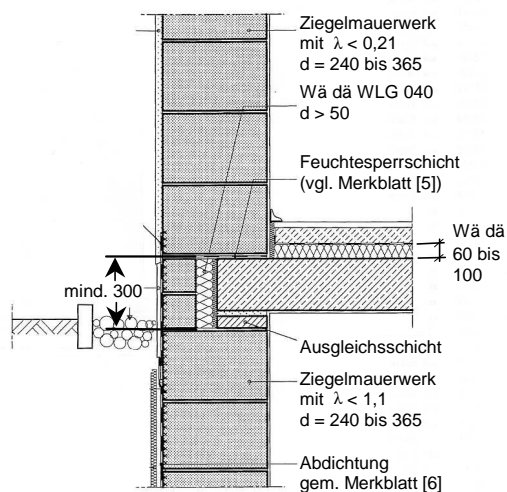 Ziegelmauerwerk
mit λ < 0,21
d = 240 bis 365
Wä dä WLG 040
d > 50
Feuchtesperrschicht
(vgl. Merkblatt [5])
Wä dä
60 bis
100
mind. 300
Ausgleichsschicht
Ziegelmauerwerk
mit λ < 1,1
d = 240 bis 365
Abdichtung
gem. Merkblatt [6]